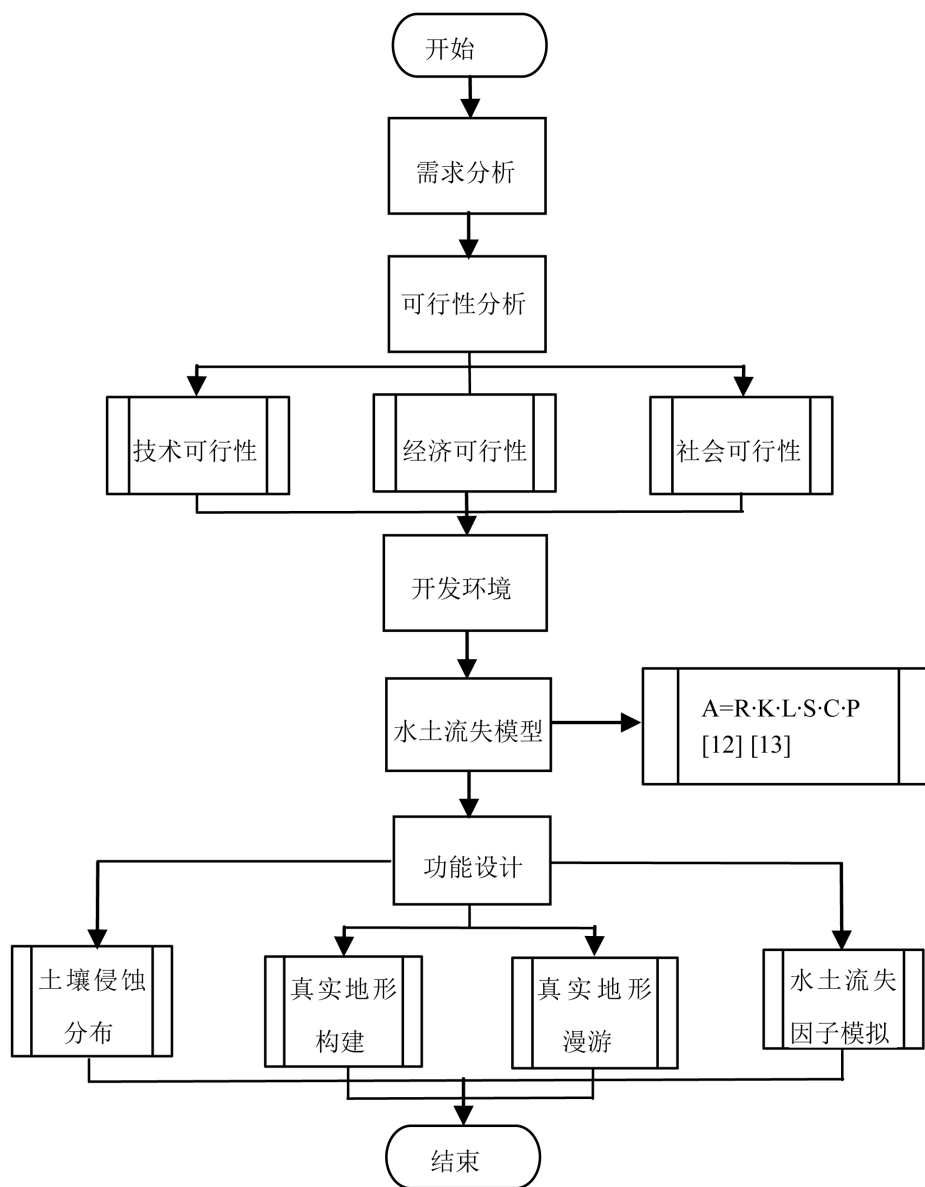 开始
需求分析
可行性分析
技术可行性
经济可行性
社会可行性
开发环境
水土流失模型
A=R·K·L·S·C·P
[12] [13]
功能设计
土壤侵蚀
分布
真实地形
构建
真实地形
漫游
水土流失
因子模拟
结束